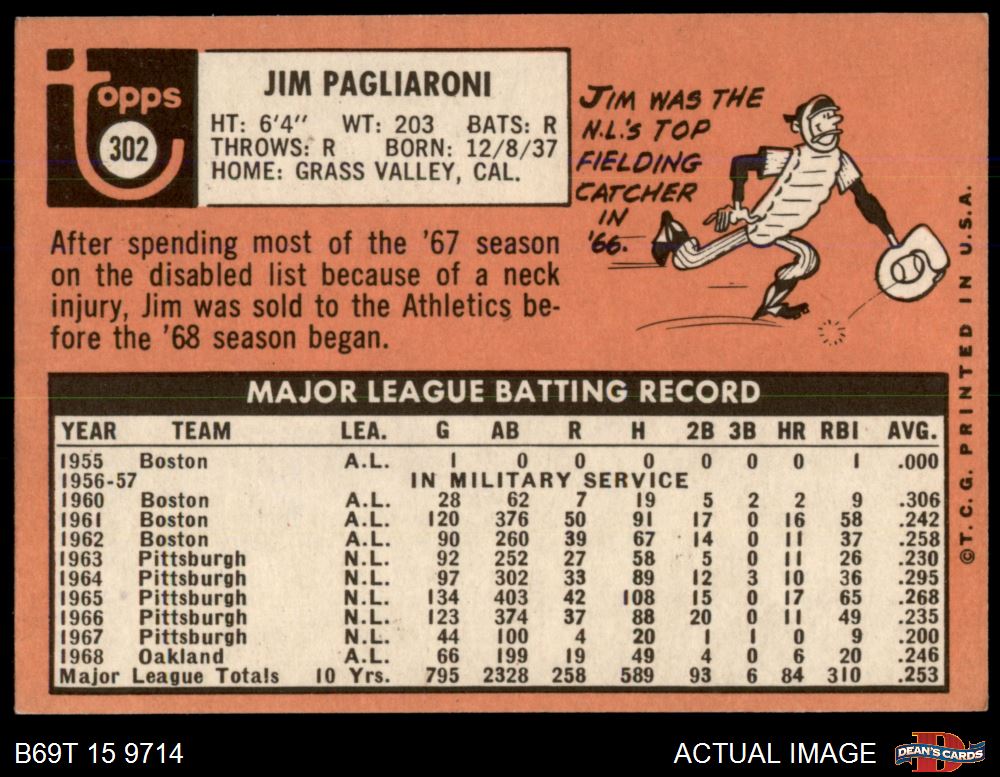 topps
302
JIM PAGLIARONI
HT: 6'4" WT: 203 BATS: R
THROWS: R BORN: 12/8/37
HOME: GRASS VALLEY, CAL.
JIM WAS THE
N.L.'S TOP
FIELDING
CATCHER
IN
'66.
After spending most of the '67 season
on the disabled list because of a neck
injury, Jim was sold to the Athletics be-
fore the '68 season began.
MAJOR LEAGUE BATTING RECORD
YEAR TEAM LEA. G AB R H 2B 3B HR RBI AVG.
1955 Boston A.L. 1 0 0 0 0 0 0 1 .000
1956-57 IN MILITARY SERVICE
1960 Boston A.L. 28 62 7 19 5 2 2 9 .306
1961 Boston A.L. 120 376 50 91 17 0 16 58 .242
1962 Boston A.L. 90 260 39 67 14 0 11 37 .258
1963 Pittsburgh N.L. 92 252 27 58 5 0 11 26 .230
1964 Pittsburgh N.L. 97 302 33 89 12 3 10 36 .295
1965 Pittsburgh N.L. 134 403 42 108 15 0 17 65 .268
1966 Pittsburgh N.L. 123 374 37 88 20 0 11 49 .235
1967 Pittsburgh N.L. 44 100 4 20 1 1 0 9 .200
1968 Oakland A.L. 66 199 19 49 4 0 6 20 .246
Major League Totals 10 Yrs. 795 2328 258 589 93 6 84 310 .253
©T.C.G. PRINTED IN U.S.A.
B69T 15 9714
ACTUAL IMAGE
DEAN'S CARDS